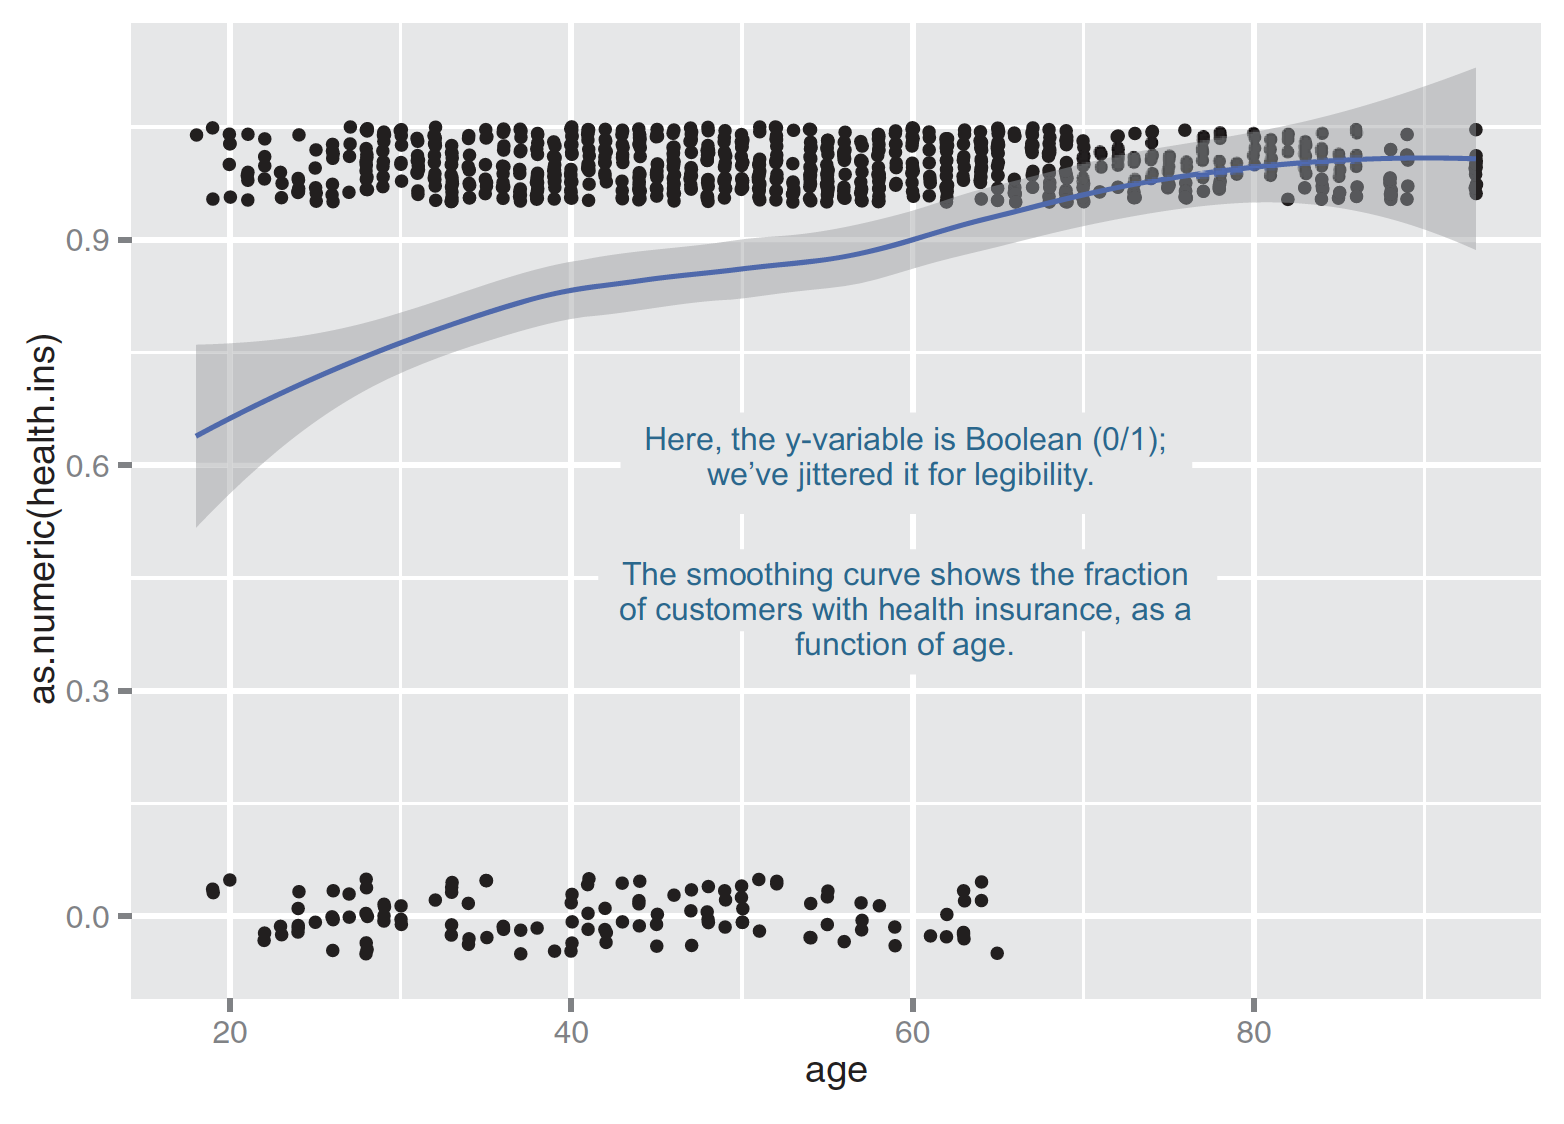 0.9
0.6
0.3
0.0
as.numeric(health.ins)
Here, the y-variable is Boolean (0/1);
we’ve jittered it for legibility.
The smoothing curve shows the fraction
of customers with health insurance, as a
function of age.
20
40
60
80
age